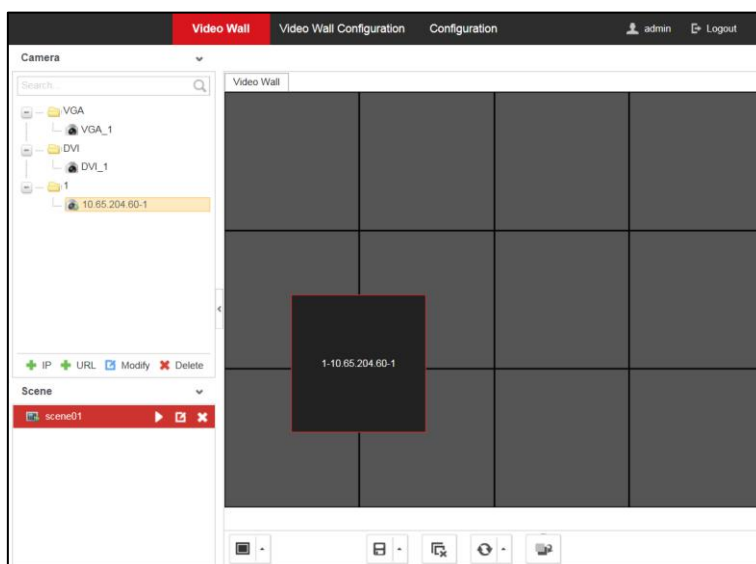 Video Wall Video Wall Configuration Configuration admin Logout
Camera
Search...
VGA
VGA_1
DVI
DVI_1
1
10.65.204.60-1
IP URL Modify Delete
Scene
scene01
Video Wall
1-10.65.204.60-1